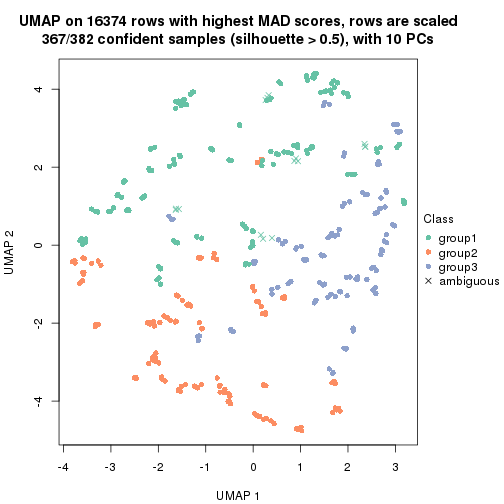 UMAP on 16374 rows with highest MAD scores, rows are scaled
367/382 confident samples (silhouette > 0.5), with 10 PCs
4
2
0
-2
-4
UMAP 2
-4
-3
-2
-1
0
1
2
3
UMAP 1
Class
group1
group2
group3
ambiguous